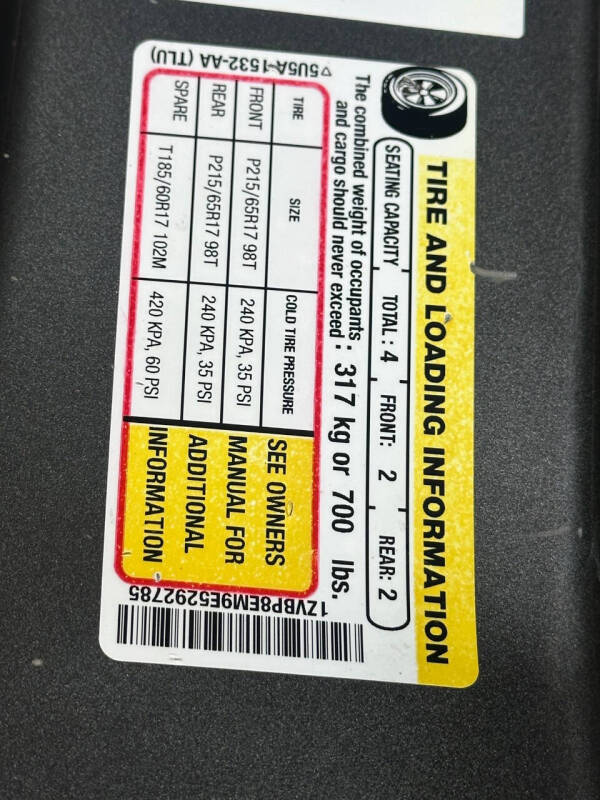 TIRE AND LOADING INFORMATION
SEATING CAPACITY TOTAL : 4 FRONT: 2 REAR: 2
The combined weight of occupants
and cargo should never exceed : 317 kg or 700 lbs.
TIRE SIZE COLD TIRE PRESSURE
FRONT P215/65R17 98T 240 KPA, 35 PSI
REAR P215/65R17 98T 240 KPA, 35 PSI
SPARE T185/60R17 102M 420 KPA, 60 PSI
SEE OWNERS
MANUAL FOR
ADDITIONAL
INFORMATION
▽5U5A-1532-AA (TLU)
1ZVBP8EM9E5292785